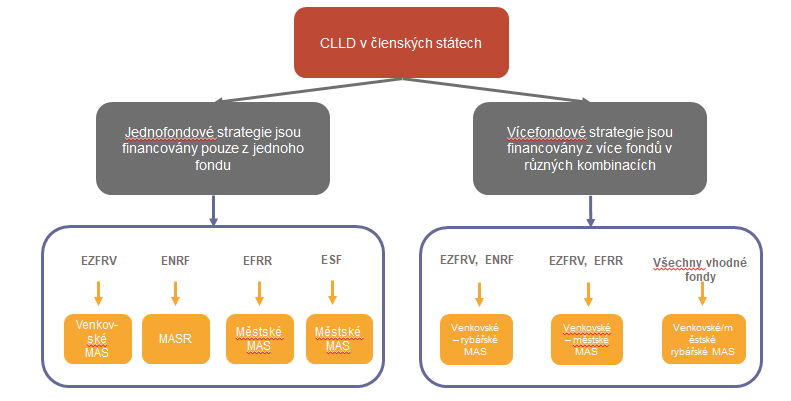 CLLD v členských státech
Jednofondové strategie jsou
financovány pouze z jednoho
fondu
Vícefondové strategie jsou
financovány z více fondů v
různých kombinacích
EZFRV
ENRF
EFRR
ESF
Venkov-
ské
MAS
MASR
Městské
MAS
Městské
MAS
EZFRV, ENRF
EZFRV, EFRR
Všechny vhodné
fondy
Venkovské
– rybářské
MAS
Venkovské
– městské
MAS
Venkovské/m
ěstské
rybářské MAS